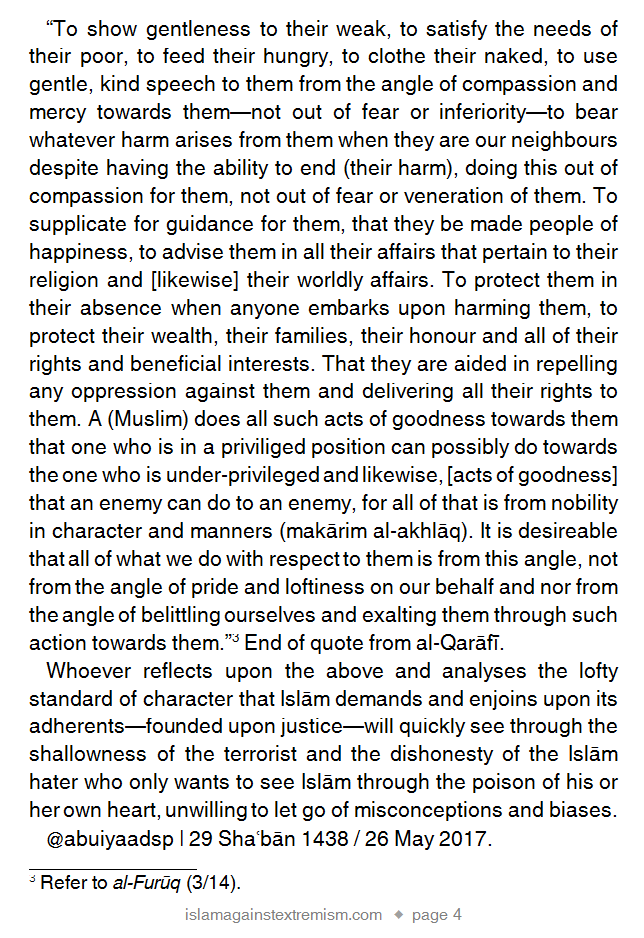 “To show gentleness to their weak, to satisfy the needs of
their poor, to feed their hungry, to clothe their naked, to use
gentle, kind speech to them from the angle of compassion and
mercy towards them—not out of fear or inferiority—to bear
whatever harm arises from them when they are our neighbours
despite having the ability to end (their harm), doing this out of
compassion for them, not out of fear or veneration of them. To
supplicate for guidance for them, that they be made people of
happiness, to advise them in all their affairs that pertain to their
religion and [likewise] their worldly affairs. To protect them in
their absence when anyone embarks upon harming them, to
protect their wealth, their families, their honour and all of their
rights and beneficial interests. That they are aided in repelling
any oppression against them and delivering all their rights to
them. A (Muslim) does all such acts of goodness towards them
that one who is in a priviliged position can possibly do towards
the one who is under-privileged and likewise, [acts of goodness]
that an enemy can do to an enemy, for all of that is from nobility
in character and manners (makārim al-akhlāq). It is desireable
that all of what we do with respect to them is from this angle, not
from the angle of pride and loftiness on our behalf and nor from
the angle of belittling ourselves and exalting them through such
action towards them.”³ End of quote from al-Qarāfī.
Whoever reflects upon the above and analyses the lofty
standard of character that Islām demands and enjoins upon its
adherents—founded upon justice—will quickly see through the
shallowness of the terrorist and the dishonesty of the Islām
hater who only wants to see Islām through the poison of his or
her own heart, unwilling to let go of misconceptions and biases.
@abuiyaadsp | 29 Shaʿbān 1438 / 26 May 2017.
³ Refer to al-Furūq (3/14).
islamagainstextremism.com ◆ page 4